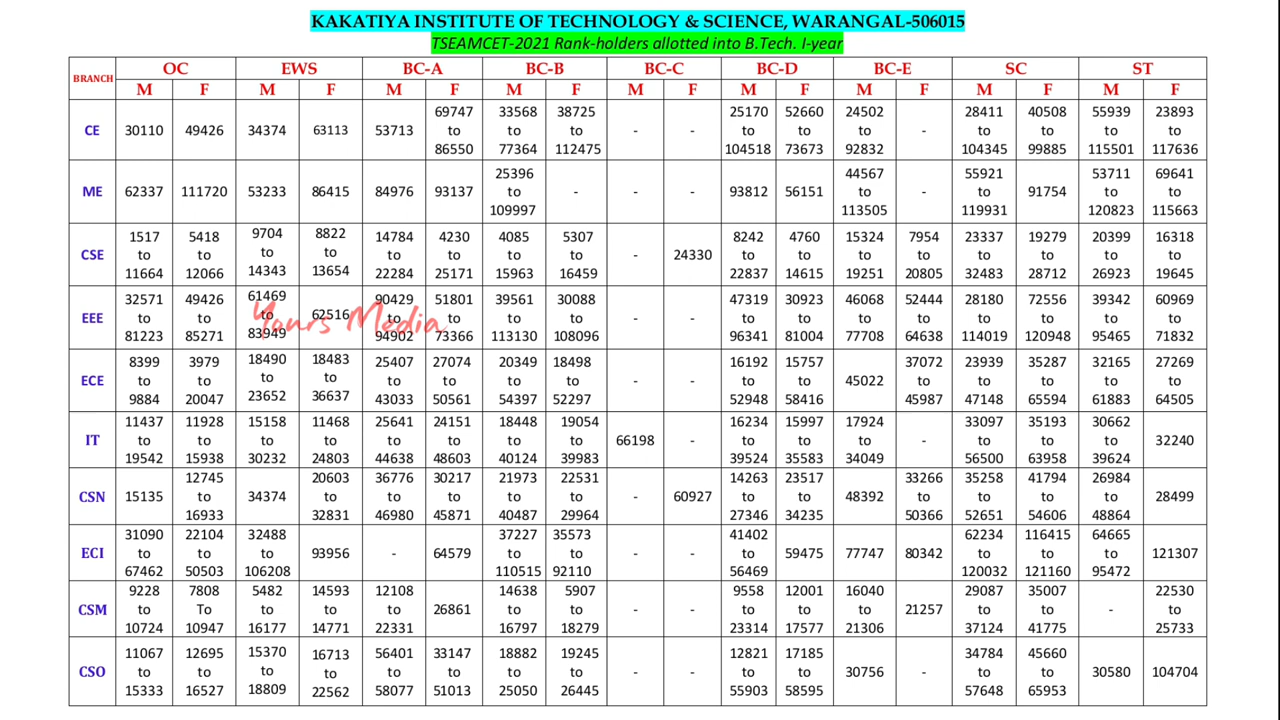 KAKATIYA INSTITUTE OF TECHNOLOGY & SCIENCE, WARANGAL-506015
TSEAMCET-2021 Rank-holders allotted into B.Tech. I-year
BRANCH OC EWS BC-A BC-B BC-C BC-D BC-E SC ST
M F M F M F M F M F M F M F M F M F
CE 30110 49426 34374 63113 53713 69747 to 86550 33568 to 77364 38725 to 112475 - - 25170 to 104518 52660 to 73673 24502 to 92832 - 28411 to 104345 40508 to 99885 55939 to 115501 23893 to 117636
ME 62337 111720 53233 86415 84976 93137 25396 to 109997 - - - 93812 56151 44567 to 113505 - 55921 to 119931 91754 53711 to 120823 69641 to 115663
CSE 1517 to 11664 5418 to 12066 9704 to 14343 8822 to 13654 14784 to 22284 4230 to 25171 4085 to 15963 5307 to 16459 - 24330 8242 to 22837 4760 to 14615 15324 to 19251 7954 to 20805 23337 to 32483 19279 to 28712 20399 to 26923 16318 to 19645
EEE 32571 to 81223 49426 to 85271 61469 to 83949 62516 90429 to 94902 51801 to 73366 39561 to 113130 30088 to 108096 - - 47319 to 96341 30923 to 81004 46068 to 77708 52444 to 64638 28180 to 114019 72556 to 120948 39342 to 95465 60969 to 71832
Yours Media
ECE 8399 to 9884 3979 to 20047 18490 to 23652 18483 to 36637 25407 to 43033 27074 to 50561 20349 to 54397 18498 to 52297 - - 16192 to 52948 15757 to 58416 45022 37072 to 45987 23939 to 47148 35287 to 65594 32165 to 61883 27269 to 64505
IT 11437 to 19542 11928 to 15938 15158 to 30232 11468 to 24803 25641 to 44638 24151 to 48603 18448 to 40124 19054 to 39983 66198 - 16234 to 39524 15997 to 35583 17924 to 34049 - 33097 to 56500 35193 to 63958 30662 to 39624 32240
CSN 15135 12745 to 16933 34374 20603 to 32831 36776 to 46980 30217 to 45871 21973 to 40487 22531 to 29964 - 60927 14263 to 27346 23517 to 34235 48392 33266 to 50366 35258 to 52651 41794 to 54606 26984 to 48864 28499
ECI 31090 to 67462 22104 to 50503 32488 to 106208 93956 - 64579 37227 to 110515 35573 to 92110 - - 41402 to 56469 59475 77747 80342 62234 to 120032 116415 to 121160 64665 to 95472 121307
CSM 9228 to 10724 7808 To 10947 5482 to 16177 14593 to 14771 12108 to 22331 26861 14638 to 16797 5907 to 18279 - - 9558 to 23314 12001 to 17577 16040 to 21306 21257 29087 to 37124 35007 to 41775 - 22530 to 25733
CSO 11067 to 15333 12695 to 16527 15370 to 18809 16713 to 22562 56401 to 58077 33147 to 51013 18882 to 25050 19245 to 26445 - - 12821 to 55903 17185 to 58595 30756 - 34784 to 57648 45660 to 65953 30580 104704